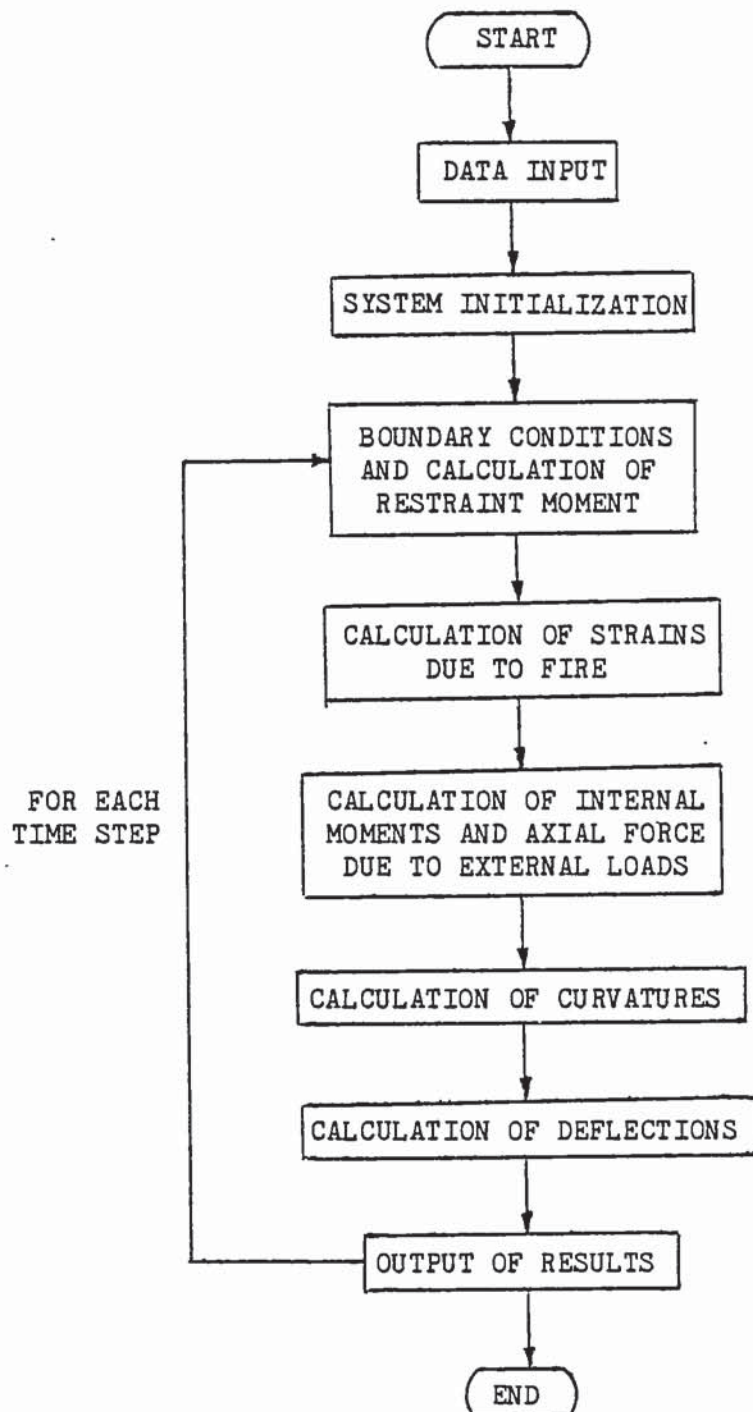 START
DATA INPUT
SYSTEM INITIALIZATION
BOUNDARY CONDITIONS
AND CALCULATION OF
RESTRAINT MOMENT
CALCULATION OF STRAINS
DUE TO FIRE
FOR EACH
TIME STEP
CALCULATION OF INTERNAL
MOMENTS AND AXIAL FORCE
DUE TO EXTERNAL LOADS
CALCULATION OF CURVATURES
CALCULATION OF DEFLECTIONS
OUTPUT OF RESULTS
END